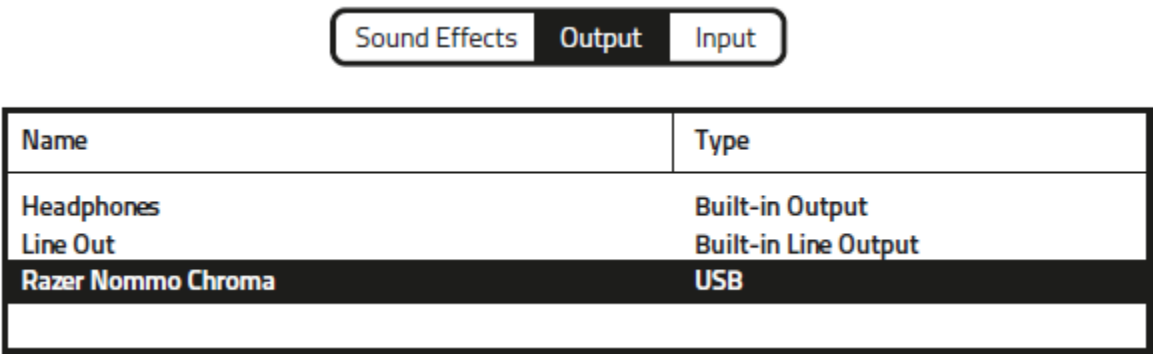 Sound Effects Output Input
Name Type
Headphones Built-in Output
Line Out Built-in Line Output
Razer Nommo Chroma USB